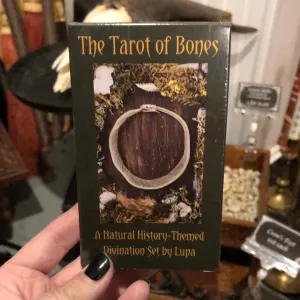 The Tarot of Bones
A Natural History-Themed
Divination Set by Lupa